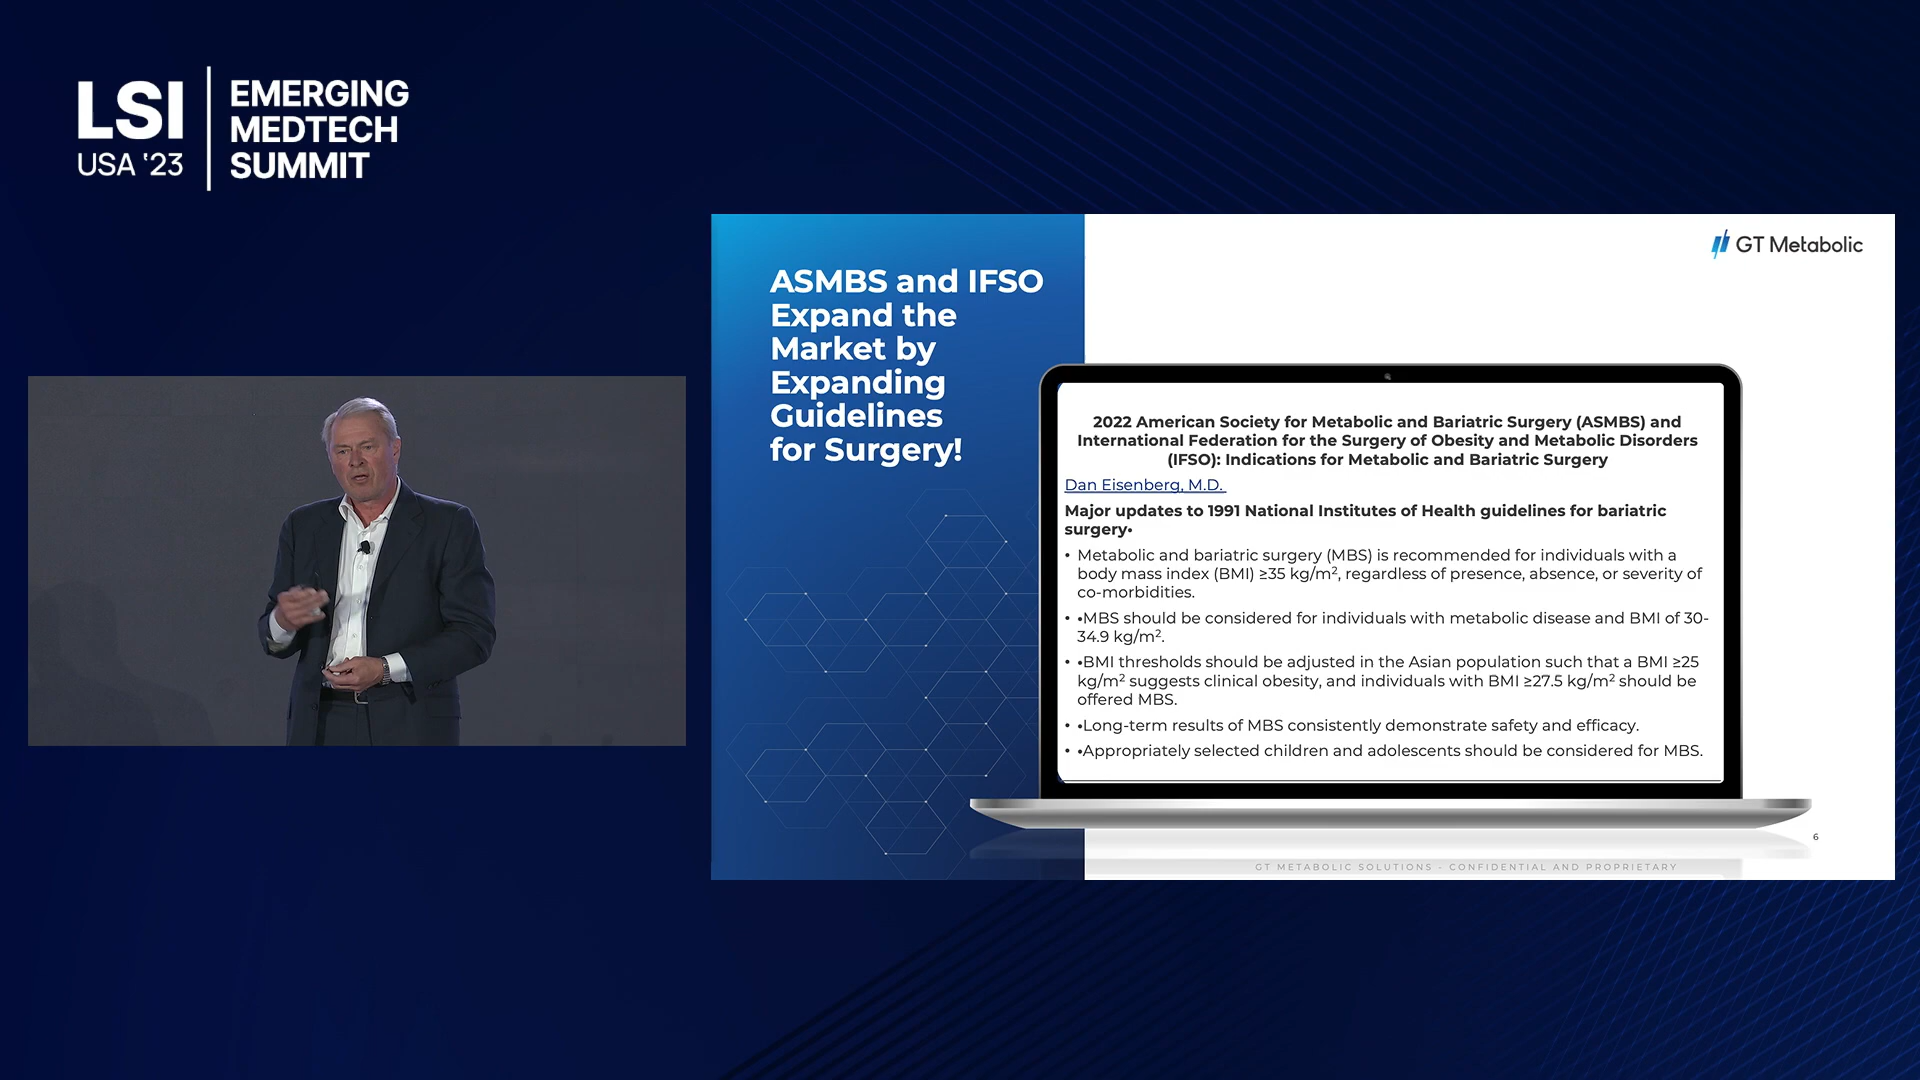 LSI
USA '23
EMERGING
MEDTECH
SUMMIT
ASMBS and IFSO
Expand the
Market by
Expanding
Guidelines
for Surgery!
GT Metabolic
2022 American Society for Metabolic and Bariatric Surgery (ASMBS) and
International Federation for the Surgery of Obesity and Metabolic Disorders
(IFSO): Indications for Metabolic and Bariatric Surgery
Dan Eisenberg, M.D.
Major updates to 1991 National Institutes of Health guidelines for bariatric
surgery•
• Metabolic and bariatric surgery (MBS) is recommended for individuals with a
body mass index (BMI) ≥35 kg/m², regardless of presence, absence, or severity of
co-morbidities.
• •MBS should be considered for individuals with metabolic disease and BMI of 30-
34.9 kg/m².
• •BMI thresholds should be adjusted in the Asian population such that a BMI ≥25
kg/m² suggests clinical obesity, and individuals with BMI ≥27.5 kg/m² should be
offered MBS.
• •Long-term results of MBS consistently demonstrate safety and efficacy.
• •Appropriately selected children and adolescents should be considered for MBS.
6
GT METABOLIC SOLUTIONS - CONFIDENTIAL AND PROPRIETARY